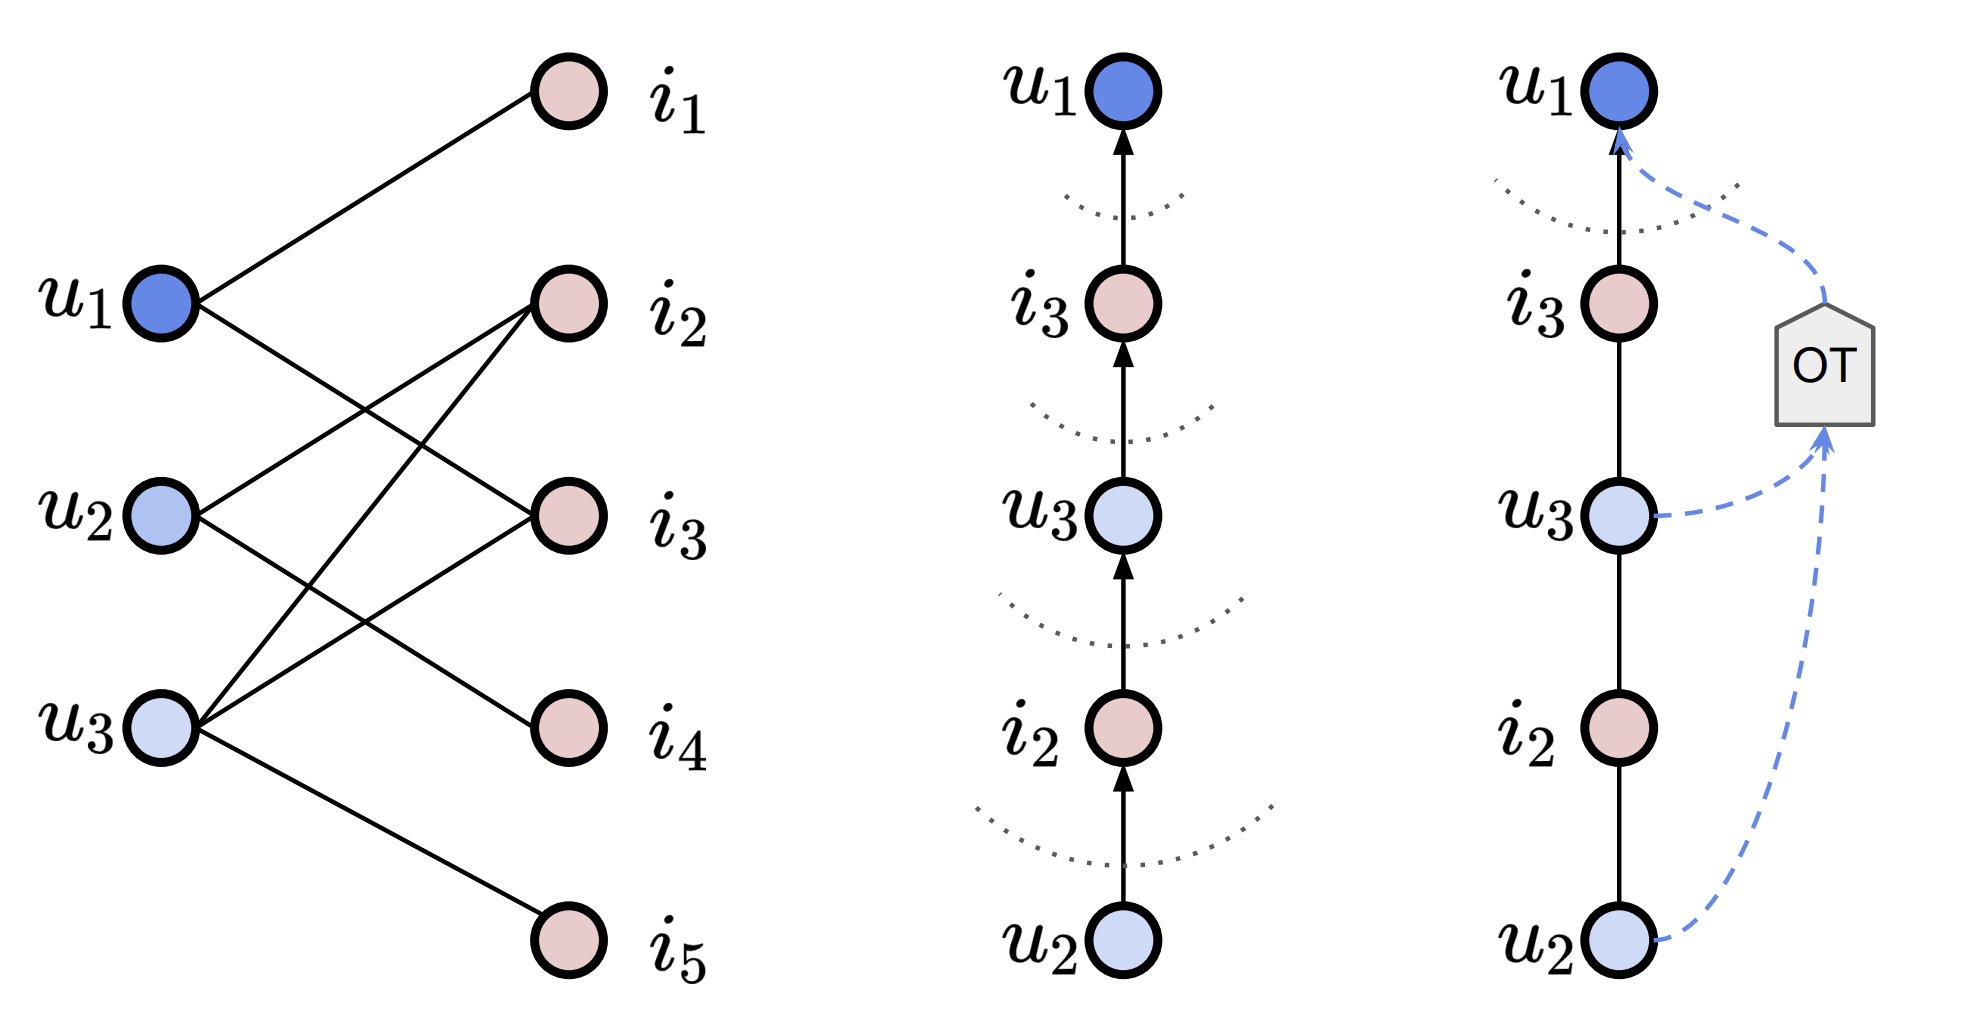 i₁
u₁
i₂
u₂
i₃
u₃
i₄
i₅
u₁
i₃
u₃
i₂
u₂
u₁
i₃
OT
u₃
i₂
u₂